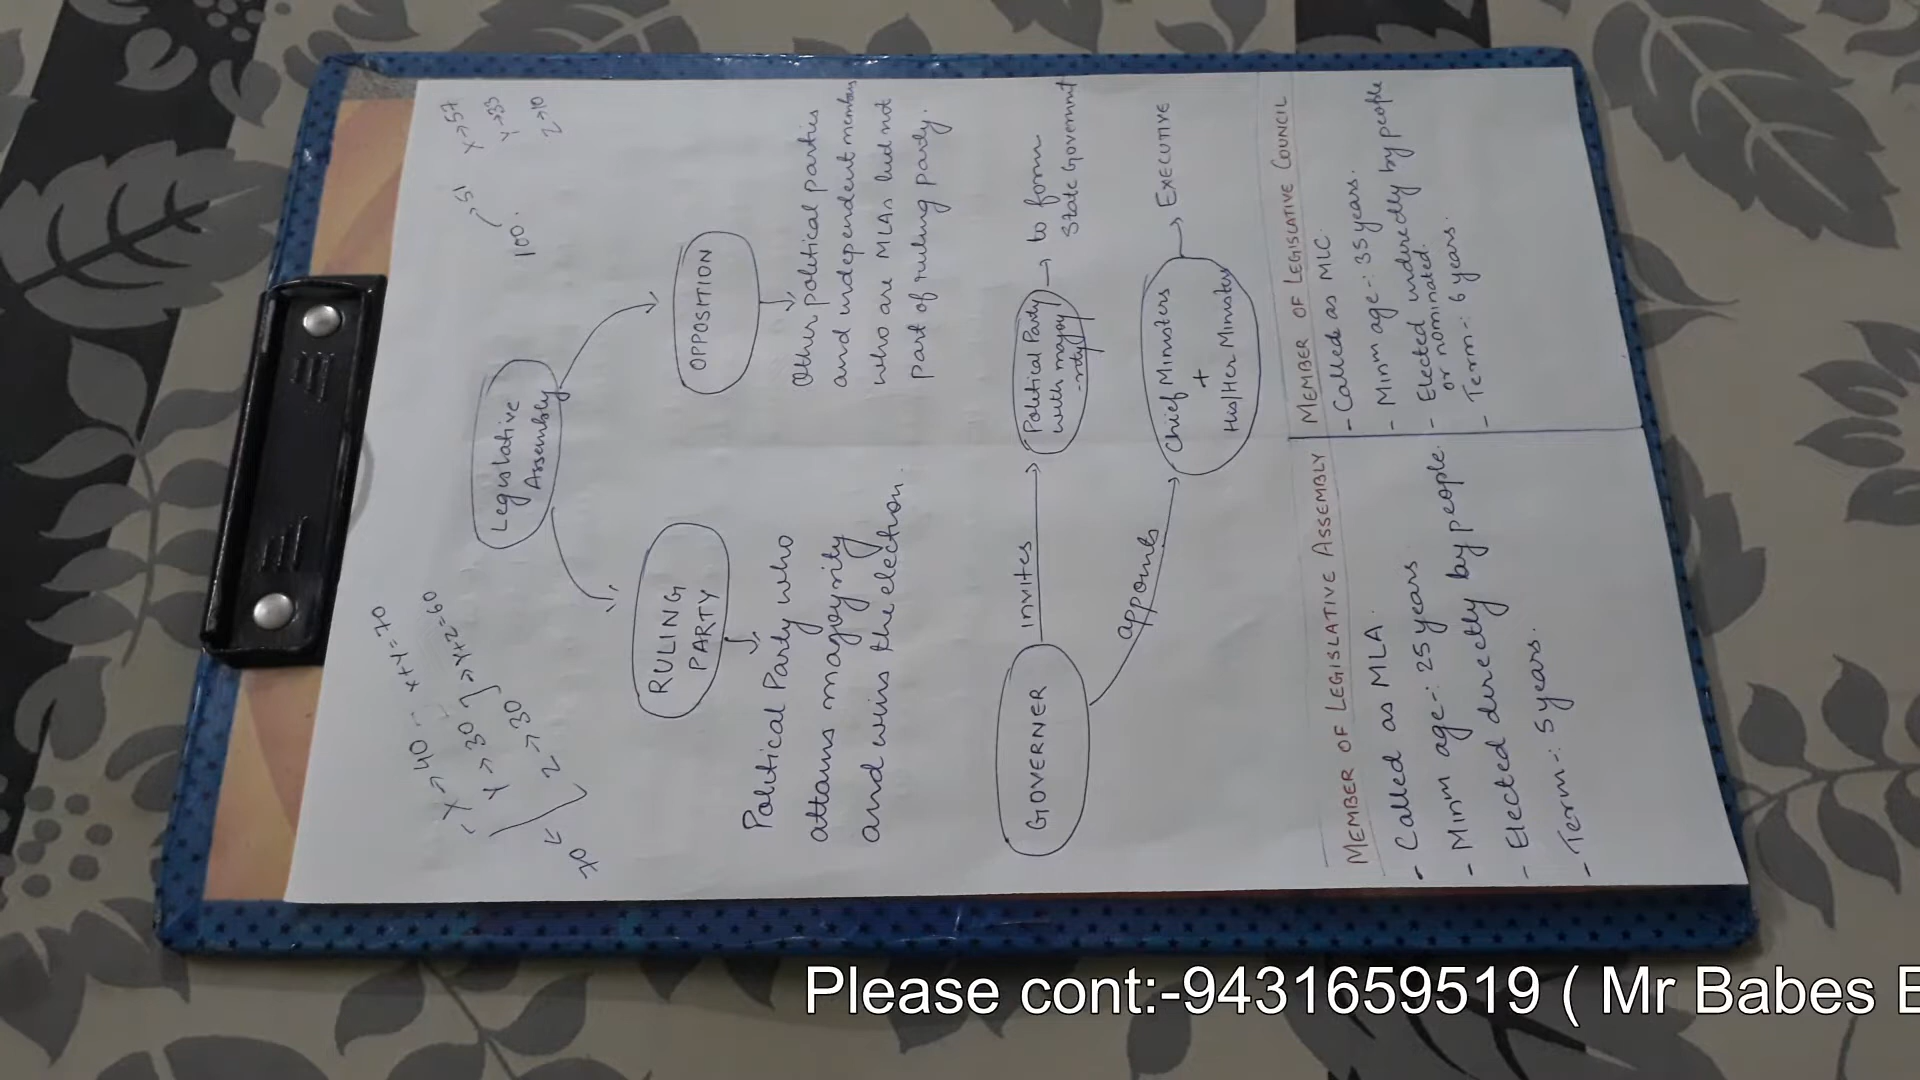 X → 40 X+Y=70
Y → 30 → Y+Z=60
Z → 30
70
100 → 51
X → 57
Y → 33
Z → 10
Legislative
Assembly
RULING
PARTY
OPPOSITION
Political Party who
attains magoyrity
and wins the election.
Other political parties
and independent members
who are MLAs but not
part of ruling party.
GOVERNER
invites
Political Party
with magoy
-rity
to form
State Government
appoints
Chief Ministers
+
His/Her Ministers
EXECUTIVE
MEMBER OF LEGISLATIVE ASSEMBLY
- Called as MLA.
- Minm age-: 25 years
- Elected directly by people.
- Term-: 5 years.
MEMBER OF LEGISLATIVE COUNCIL
- Called as MLC.
- Minm age-: 35 years.
- Elected indirectly by people
or nominated.
- Term-: 6 years.
Please cont:-9431659519 ( Mr Babes